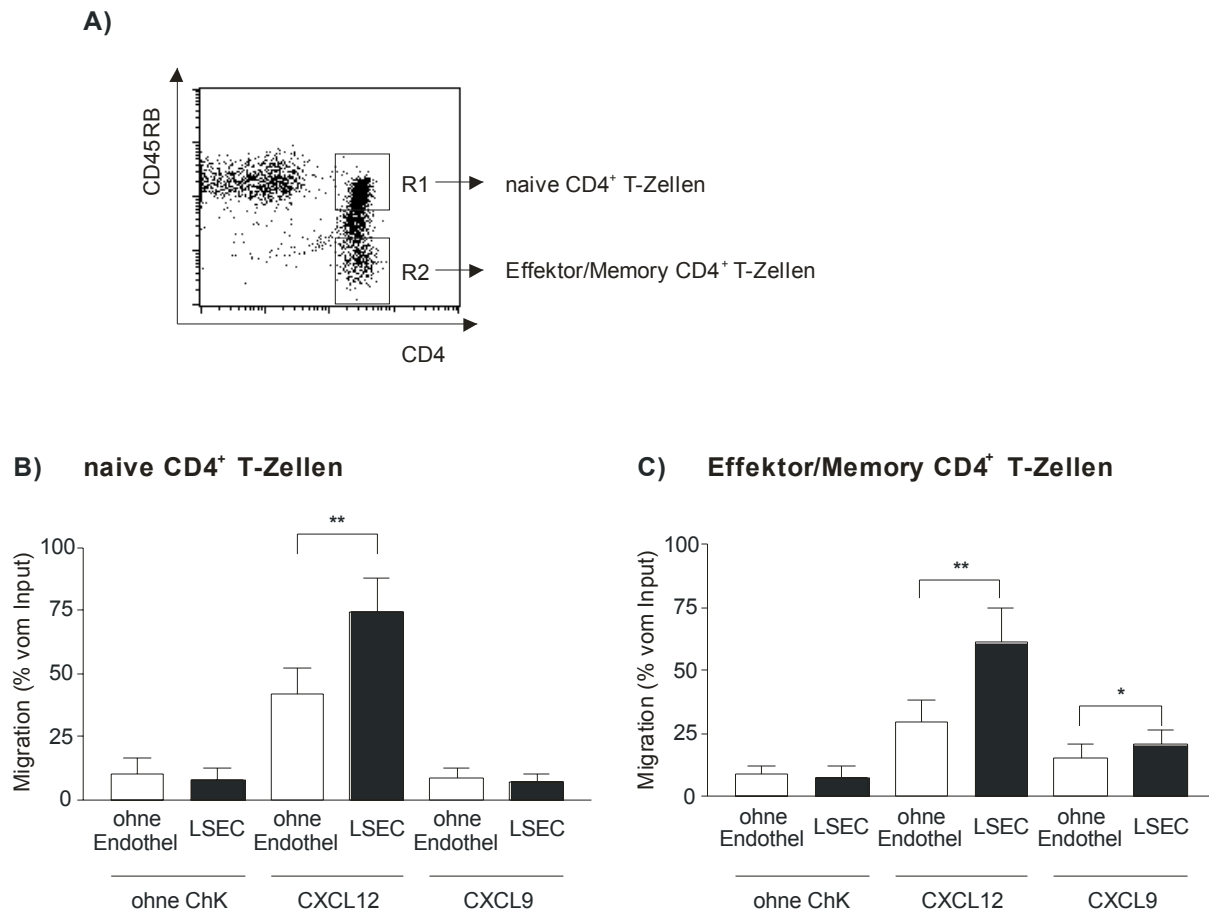 A)
CD45RB
R1
naive CD4⁺ T-Zellen
R2
Effektor/Memory CD4⁺ T-Zellen
CD4
B) naive CD4⁺ T-Zellen
Migration (% vom Input)
100
75
50
25
0
**
ohne Endothel
LSEC
ohne Endothel
LSEC
ohne Endothel
LSEC
ohne ChK
CXCL12
CXCL9
C) Effektor/Memory CD4⁺ T-Zellen
Migration (% vom Input)
100
75
50
25
0
**
*
ohne Endothel
LSEC
ohne Endothel
LSEC
ohne Endothel
LSEC
ohne ChK
CXCL12
CXCL9